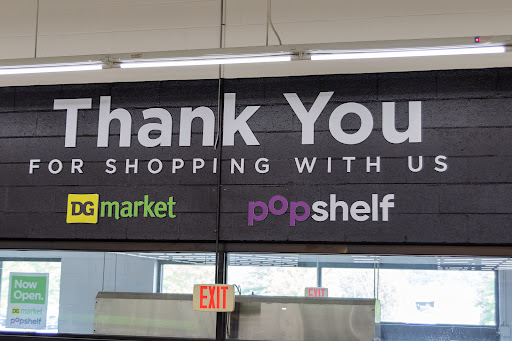 Thank You
FOR SHOPPING WITH US
DG market
popshelf
EXIT
EXIT
Now
Open.
DG market
popshelf